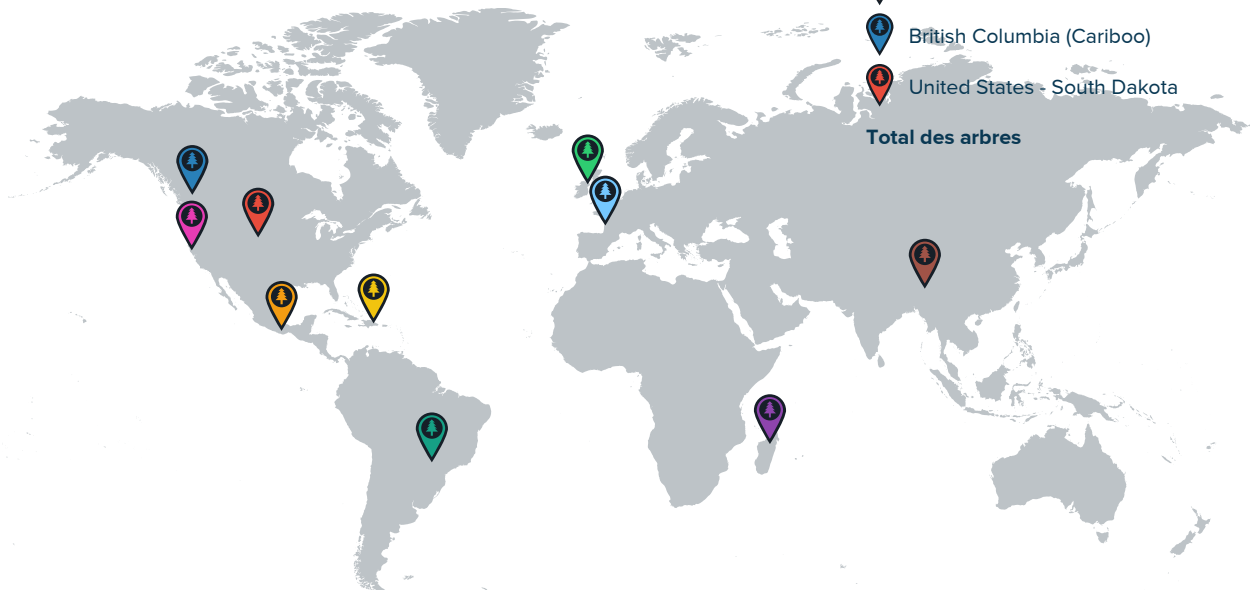 British Columbia (Cariboo)
United States - South Dakota
Total des arbres